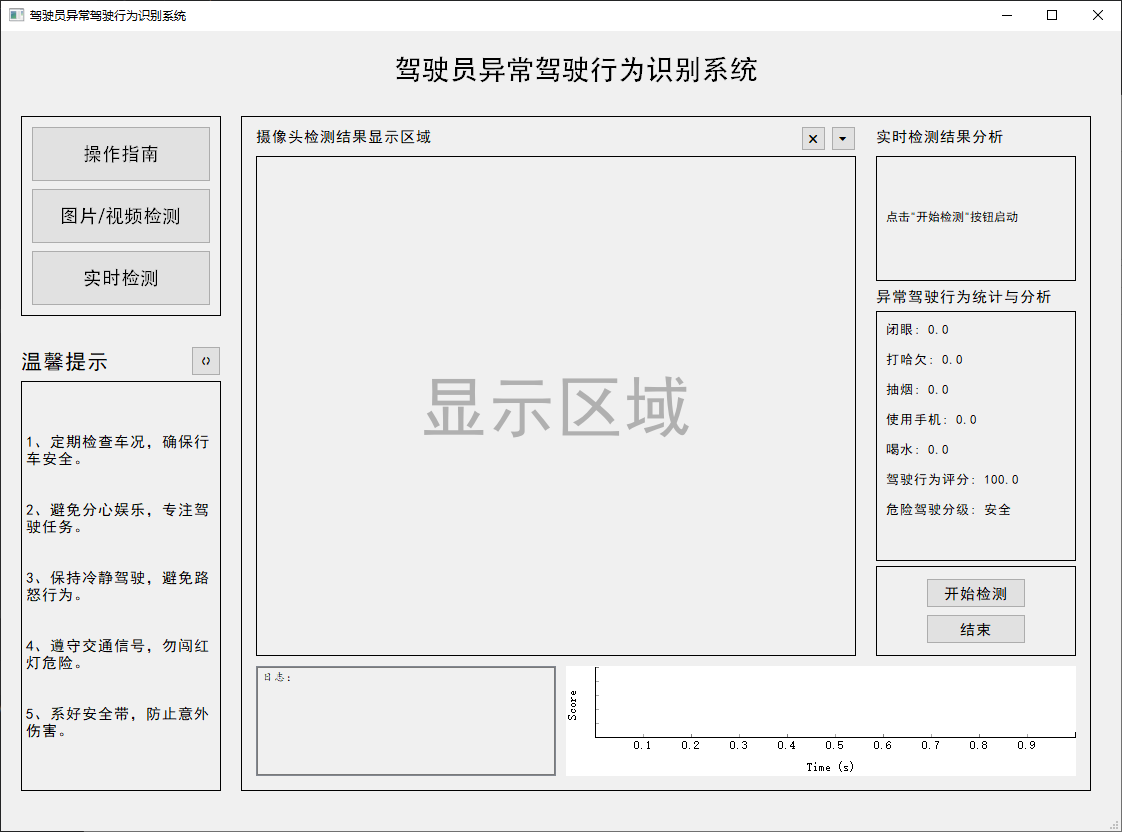 驾驶员异常驾驶行为识别系统
驾驶员异常驾驶行为识别系统
操作指南
图片/视频检测
实时检测
温馨提示
1、定期检查车况，确保行
车安全。
2、避免分心娱乐，专注驾
驶任务。
3、保持冷静驾驶，避免路
怒行为。
4、遵守交通信号，勿闯红
灯危险。
5、系好安全带，防止意外
伤害。
摄像头检测结果显示区域
显示区域
日志：
Score
0.1 0.2 0.3 0.4 0.5 0.6 0.7 0.8 0.9
Time (s)
实时检测结果分析
点击"开始检测"按钮启动
异常驾驶行为统计与分析
闭眼：0.0
打哈欠：0.0
抽烟：0.0
使用手机：0.0
喝水：0.0
驾驶行为评分：100.0
危险驾驶分级：安全
开始检测
结束